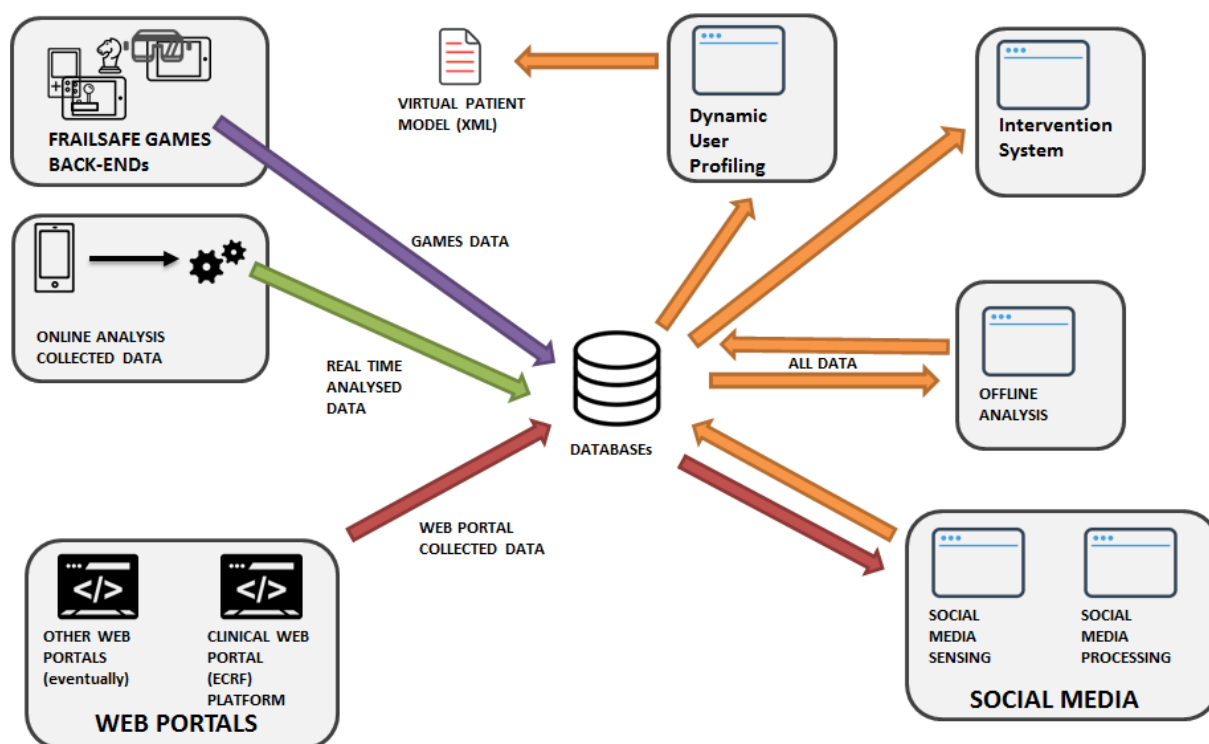 FRAILSAFE GAMES
BACK-ENDs
VIRTUAL PATIENT
MODEL (XML)
Dynamic
User
Profiling
Intervention
System
GAMES DATA
ONLINE ANALYSIS
COLLECTED DATA
REAL TIME
ANALYSED
DATA
DATABASEs
ALL DATA
OFFLINE
ANALYSIS
WEB PORTAL
COLLECTED DATA
</>
</>
OTHER WEB
PORTALS
(eventually)
CLINICAL WEB
PORTAL
(ECRF)
PLATFORM
WEB PORTALS
SOCIAL
MEDIA
SENSING
SOCIAL
MEDIA
PROCESSING
SOCIAL MEDIA